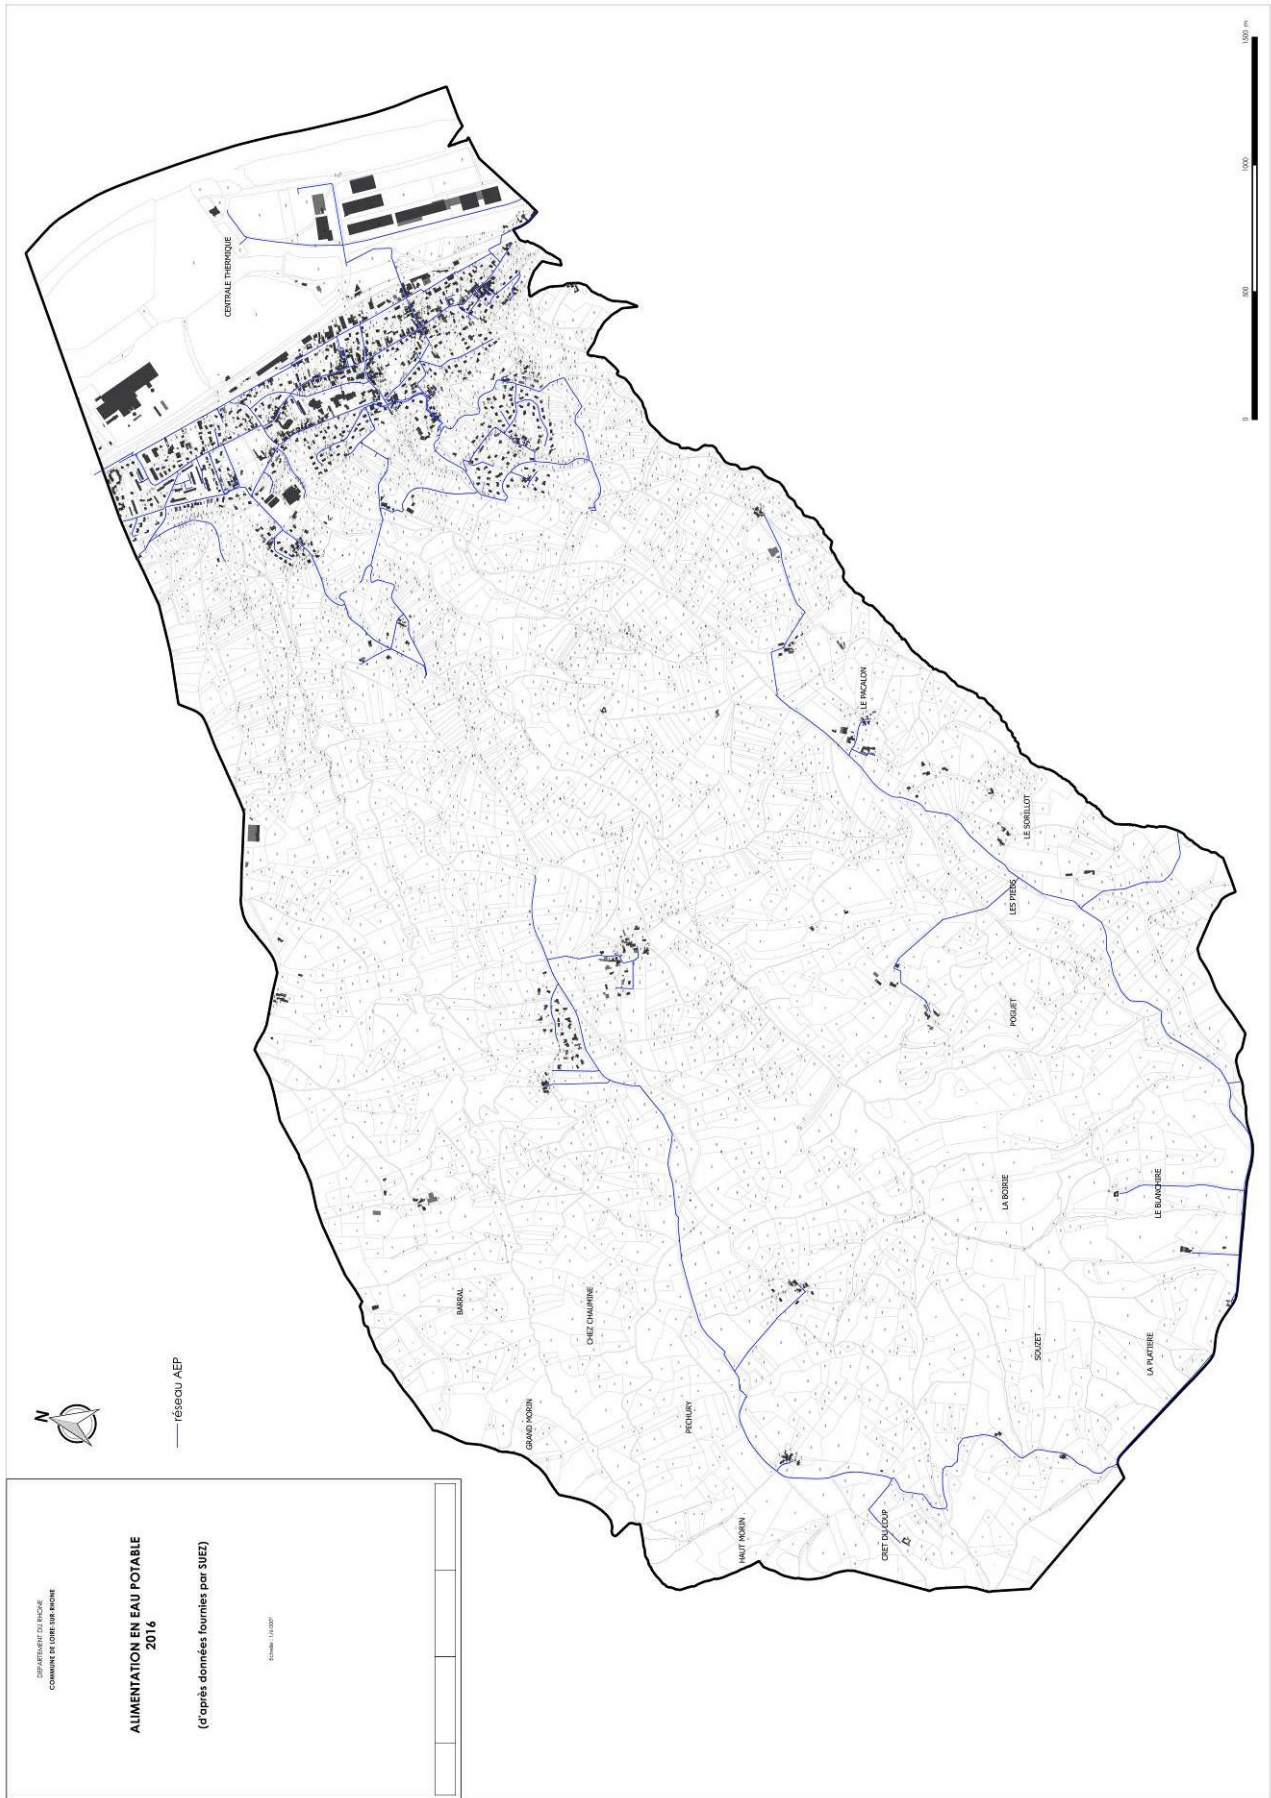 DEPARTEMENT DU RHONE
COMMUNE DE LOIRE-SUR-RHONE
ALIMENTATION EN EAU POTABLE
2016
(d'après données fournies par SUEZ)
N
réseau AEP
CENTRALE THERMIQUE
LE PACALON
LE SORILLOT
LES PIEDS
POGUET
LA BOIRIE
LE BLANCHIRE
BARRAL
CHEZ CHAUMINE
SOUZET
LA PLATIERE
GRAND MORIN
PECHURY
HAUT MORIN
CRET DU LOUP
0
500
1000
1500 m